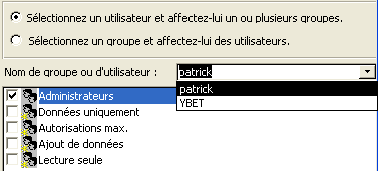 Sélectionnez un utilisateur et affectez-lui un ou plusieurs groupes.
Sélectionnez un groupe et affectez-lui des utilisateurs.
Nom de groupe ou d'utilisateur : patrick
patrick
YBET
Administrateurs
Données uniquement
Autorisations max.
Ajout de données
Lecture seule